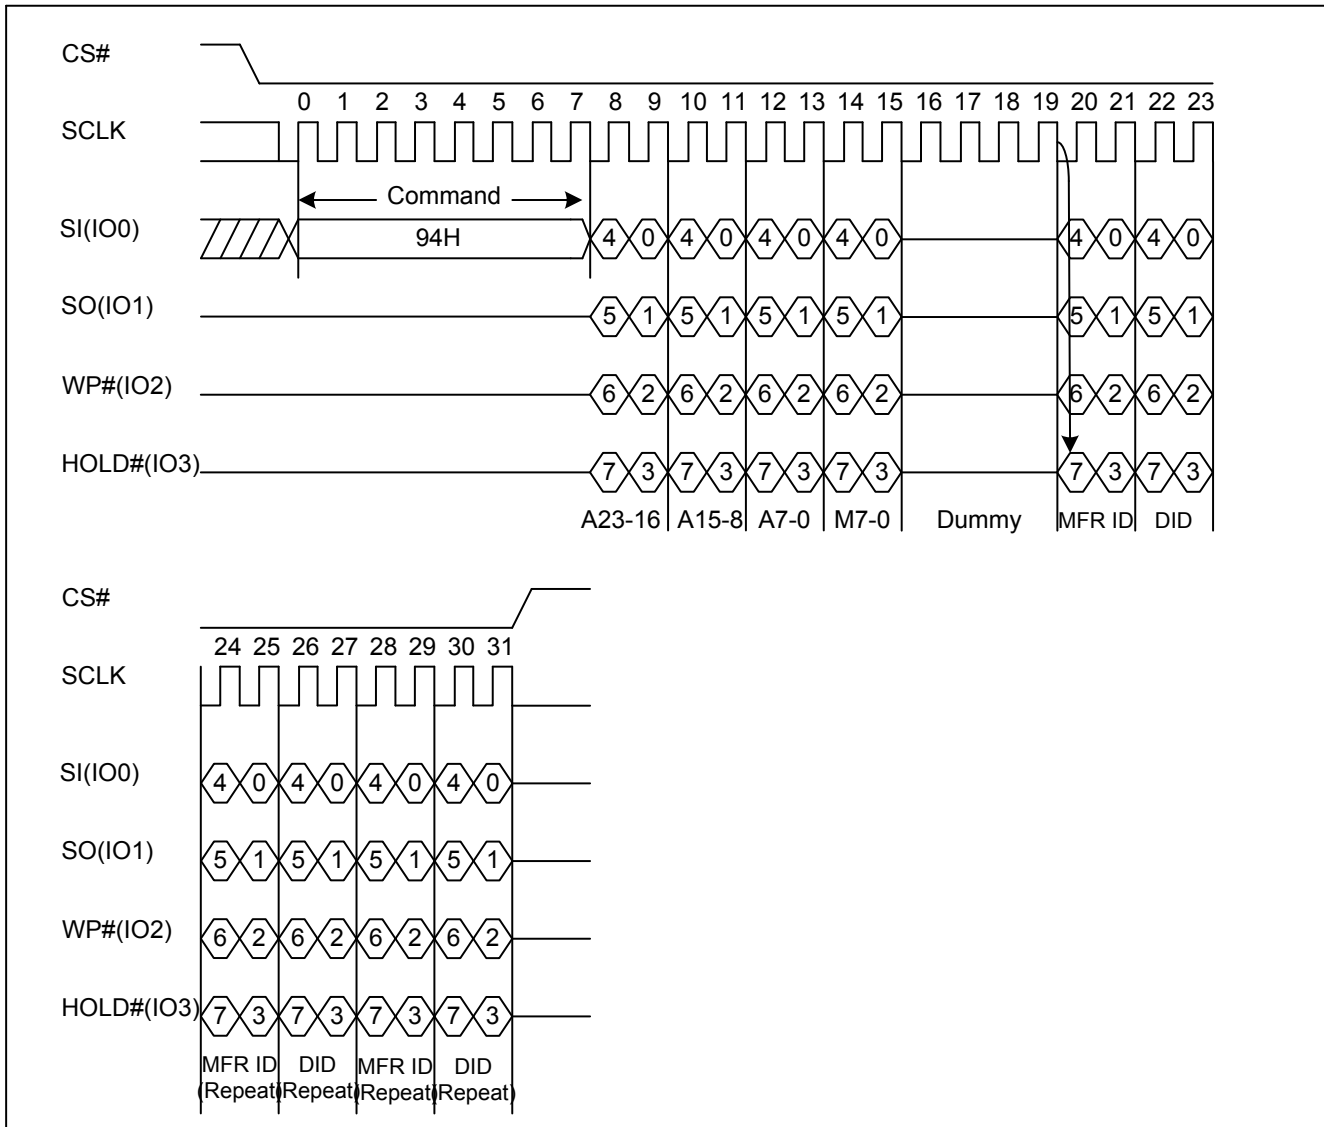 CS#
0 1 2 3 4 5 6 7 8 9 10 11 12 13 14 15 16 17 18 19 20 21 22 23
SCLK
Command
SI(IO0)
94H
4 0 4 0 4 0 4 0 4 0 4 0
SO(IO1)
5 1 5 1 5 1 5 1 5 1 5 1
WP#(IO2)
6 2 6 2 6 2 6 2 6 2 6 2
HOLD#(IO3)
7 3 7 3 7 3 7 3 7 3 7 3
A23-16 A15-8 A7-0 M7-0 Dummy MFR ID DID
CS#
24 25 26 27 28 29 30 31
SCLK
SI(IO0)
4 0 4 0 4 0 4 0
SO(IO1)
5 1 5 1 5 1 5 1
WP#(IO2)
6 2 6 2 6 2 6 2
HOLD#(IO3)
7 3 7 3 7 3 7 3
MFR ID DID MFR ID DID
(Repeat) (Repeat) (Repeat) (Repeat)